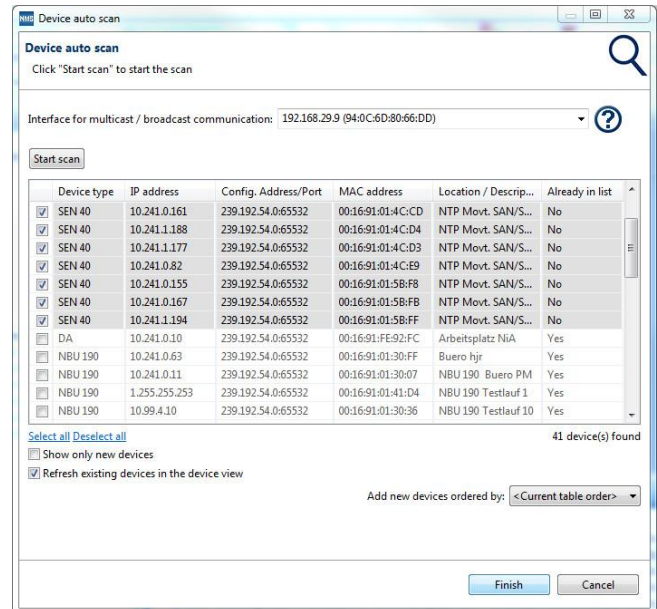 NMS Device auto scan
Device auto scan
Click "Start scan" to start the scan
Interface for multicast / broadcast communication: 192.168.29.9 (94:0C:6D:80:66:DD)
Start scan
Device type IP address Config. Address/Port MAC address Location / Descrip... Already in list
SEN 40 10.241.0.161 239.192.54.0:65532 00:16:91:01:4C:CD NTP Movt. SAN/S... No
SEN 40 10.241.1.188 239.192.54.0:65532 00:16:91:01:4C:D4 NTP Movt. SAN/S... No
SEN 40 10.241.1.177 239.192.54.0:65532 00:16:91:01:4C:D3 NTP Movt. SAN/S... No
SEN 40 10.241.0.82 239.192.54.0:65532 00:16:91:01:4C:E9 NTP Movt. SAN/S... No
SEN 40 10.241.0.155 239.192.54.0:65532 00:16:91:01:5B:F8 NTP Movt. SAN/S... No
SEN 40 10.241.0.167 239.192.54.0:65532 00:16:91:01:5B:FB NTP Movt. SAN/S... No
SEN 40 10.241.1.194 239.192.54.0:65532 00:16:91:01:5B:FF NTP Movt. SAN/S... No
DA 10.241.0.10 239.192.54.0:65532 00:16:91:FE:92:FC Arbeitsplatz NiA Yes
NBU 190 10.241.0.63 239.192.54.0:65532 00:16:91:01:30:FF Buero hjr Yes
NBU 190 10.241.0.11 239.192.54.0:65532 00:16:91:01:30:07 NBU 190 Buero PM Yes
NBU 190 1.255.255.253 239.192.54.0:65532 00:16:91:01:41:D4 NBU 190 Testlauf 1 Yes
NBU 190 10.99.4.10 239.192.54.0:65532 00:16:91:01:30:36 NBU 190 Testlauf 10 Yes
Select all Deselect all 41 device(s) found
Show only new devices
Refresh existing devices in the device view
Add new devices ordered by: <Current table order>
Finish Cancel